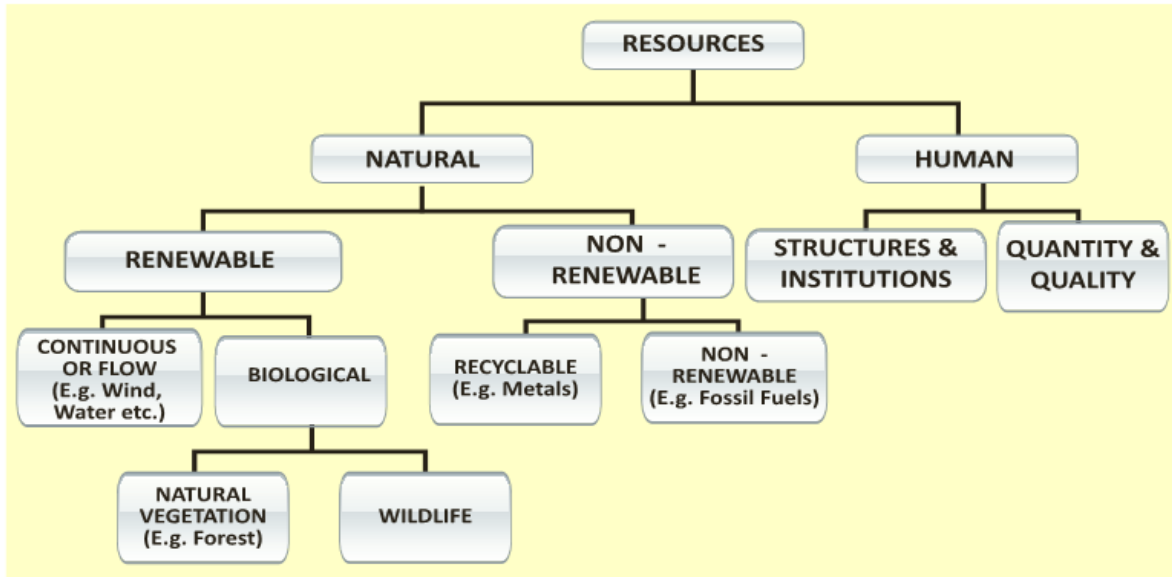 RESOURCES
NATURAL
HUMAN
RENEWABLE
NON -
RENEWABLE
STRUCTURES &
INSTITUTIONS
QUANTITY &
QUALITY
CONTINUOUS
OR FLOW
(E.g. Wind,
Water etc.)
BIOLOGICAL
RECYCLABLE
(E.g. Metals)
NON -
RENEWABLE
(E.g. Fossil Fuels)
NATURAL
VEGETATION
(E.g. Forest)
WILDLIFE